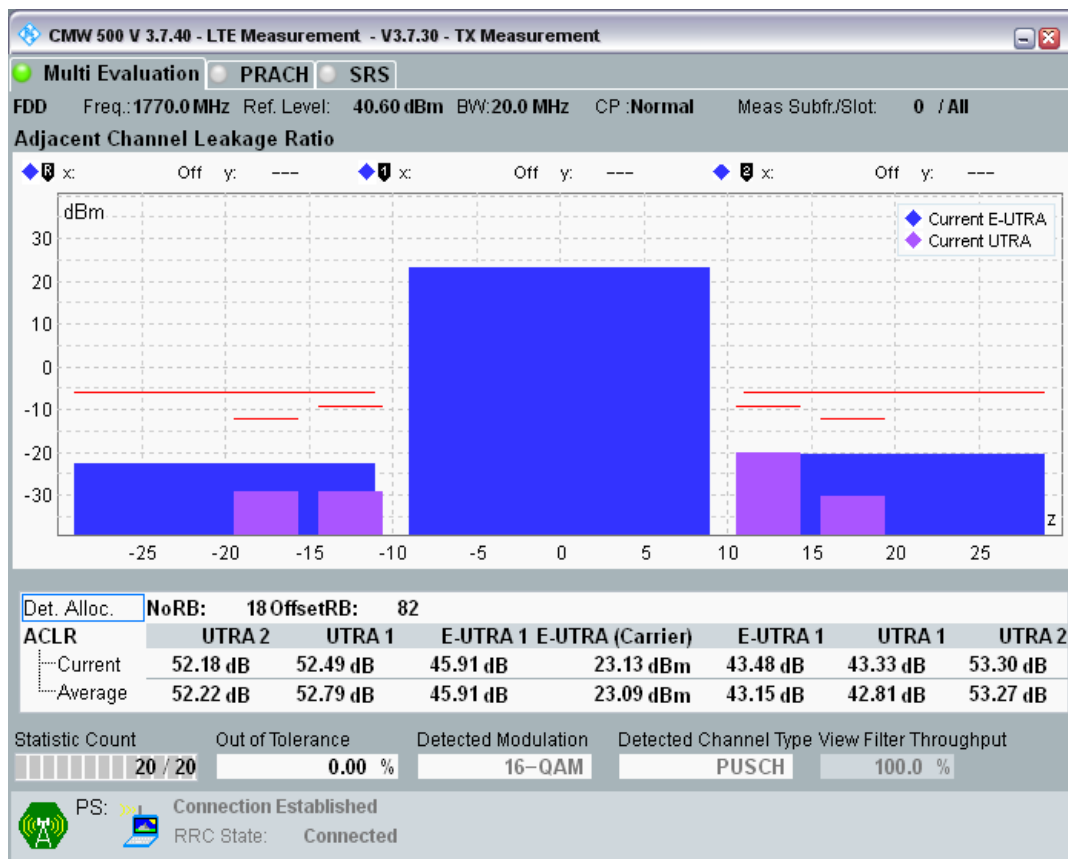 CMW 500 V 3.7.40 - LTE Measurement - V3.7.30 - TX Measurement
Multi Evaluation PRACH SRS
FDD Freq.:1770.0 MHz Ref. Level: 40.60 dBm BW:20.0 MHz CP :Normal Meas Subfr./Slot: 0 / All
Adjacent Channel Leakage Ratio
R x: Off y: --- 1 x: Off y: --- 2 x: Off y: ---
dBm
Current E-UTRA
Current UTRA
30
20
10
0
-10
-20
-30
z
-25 -20 -15 -10 -5 0 5 10 15 20 25
Det. Alloc. NoRB: 18 OffsetRB: 82
ACLR UTRA 2 UTRA 1 E-UTRA 1 E-UTRA (Carrier) E-UTRA 1 UTRA 1 UTRA 2
Current 52.18 dB 52.49 dB 45.91 dB 23.13 dBm 43.48 dB 43.33 dB 53.30 dB
Average 52.22 dB 52.79 dB 45.91 dB 23.09 dBm 43.15 dB 42.81 dB 53.27 dB
Statistic Count Out of Tolerance Detected Modulation Detected Channel Type View Filter Throughput
20 / 20 0.00 % 16-QAM PUSCH 100.0 %
PS: Connection Established
RRC State: Connected